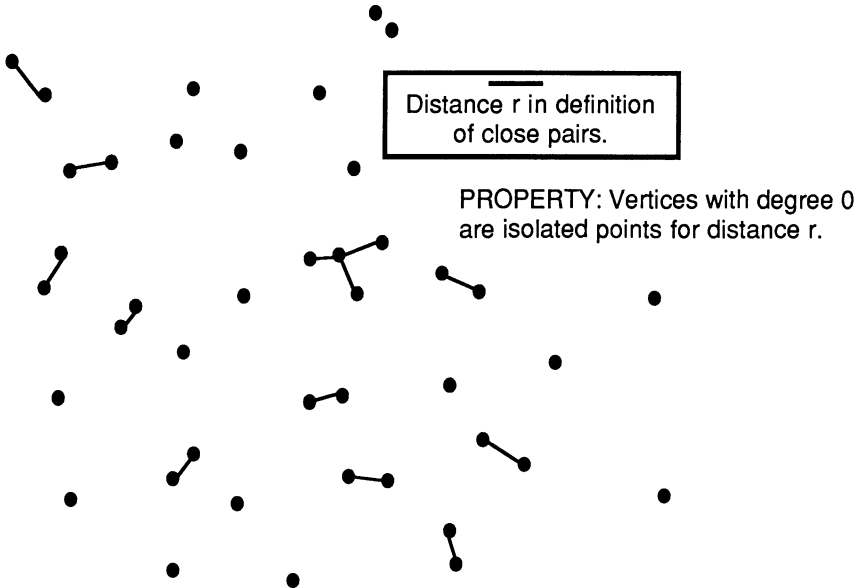 Distance r in definition
of close pairs.
PROPERTY: Vertices with degree 0
are isolated points for distance r.